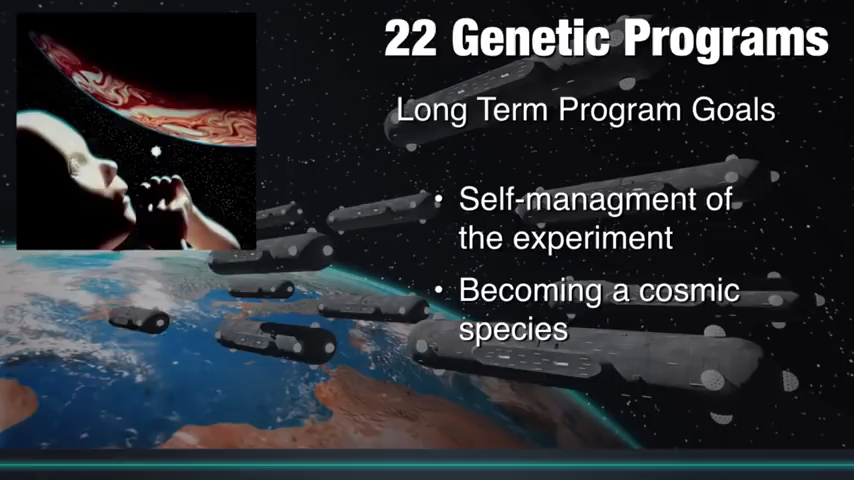 22 Genetic Programs
Long Term Program Goals
• Self-managment of
the experiment
• Becoming a cosmic
species